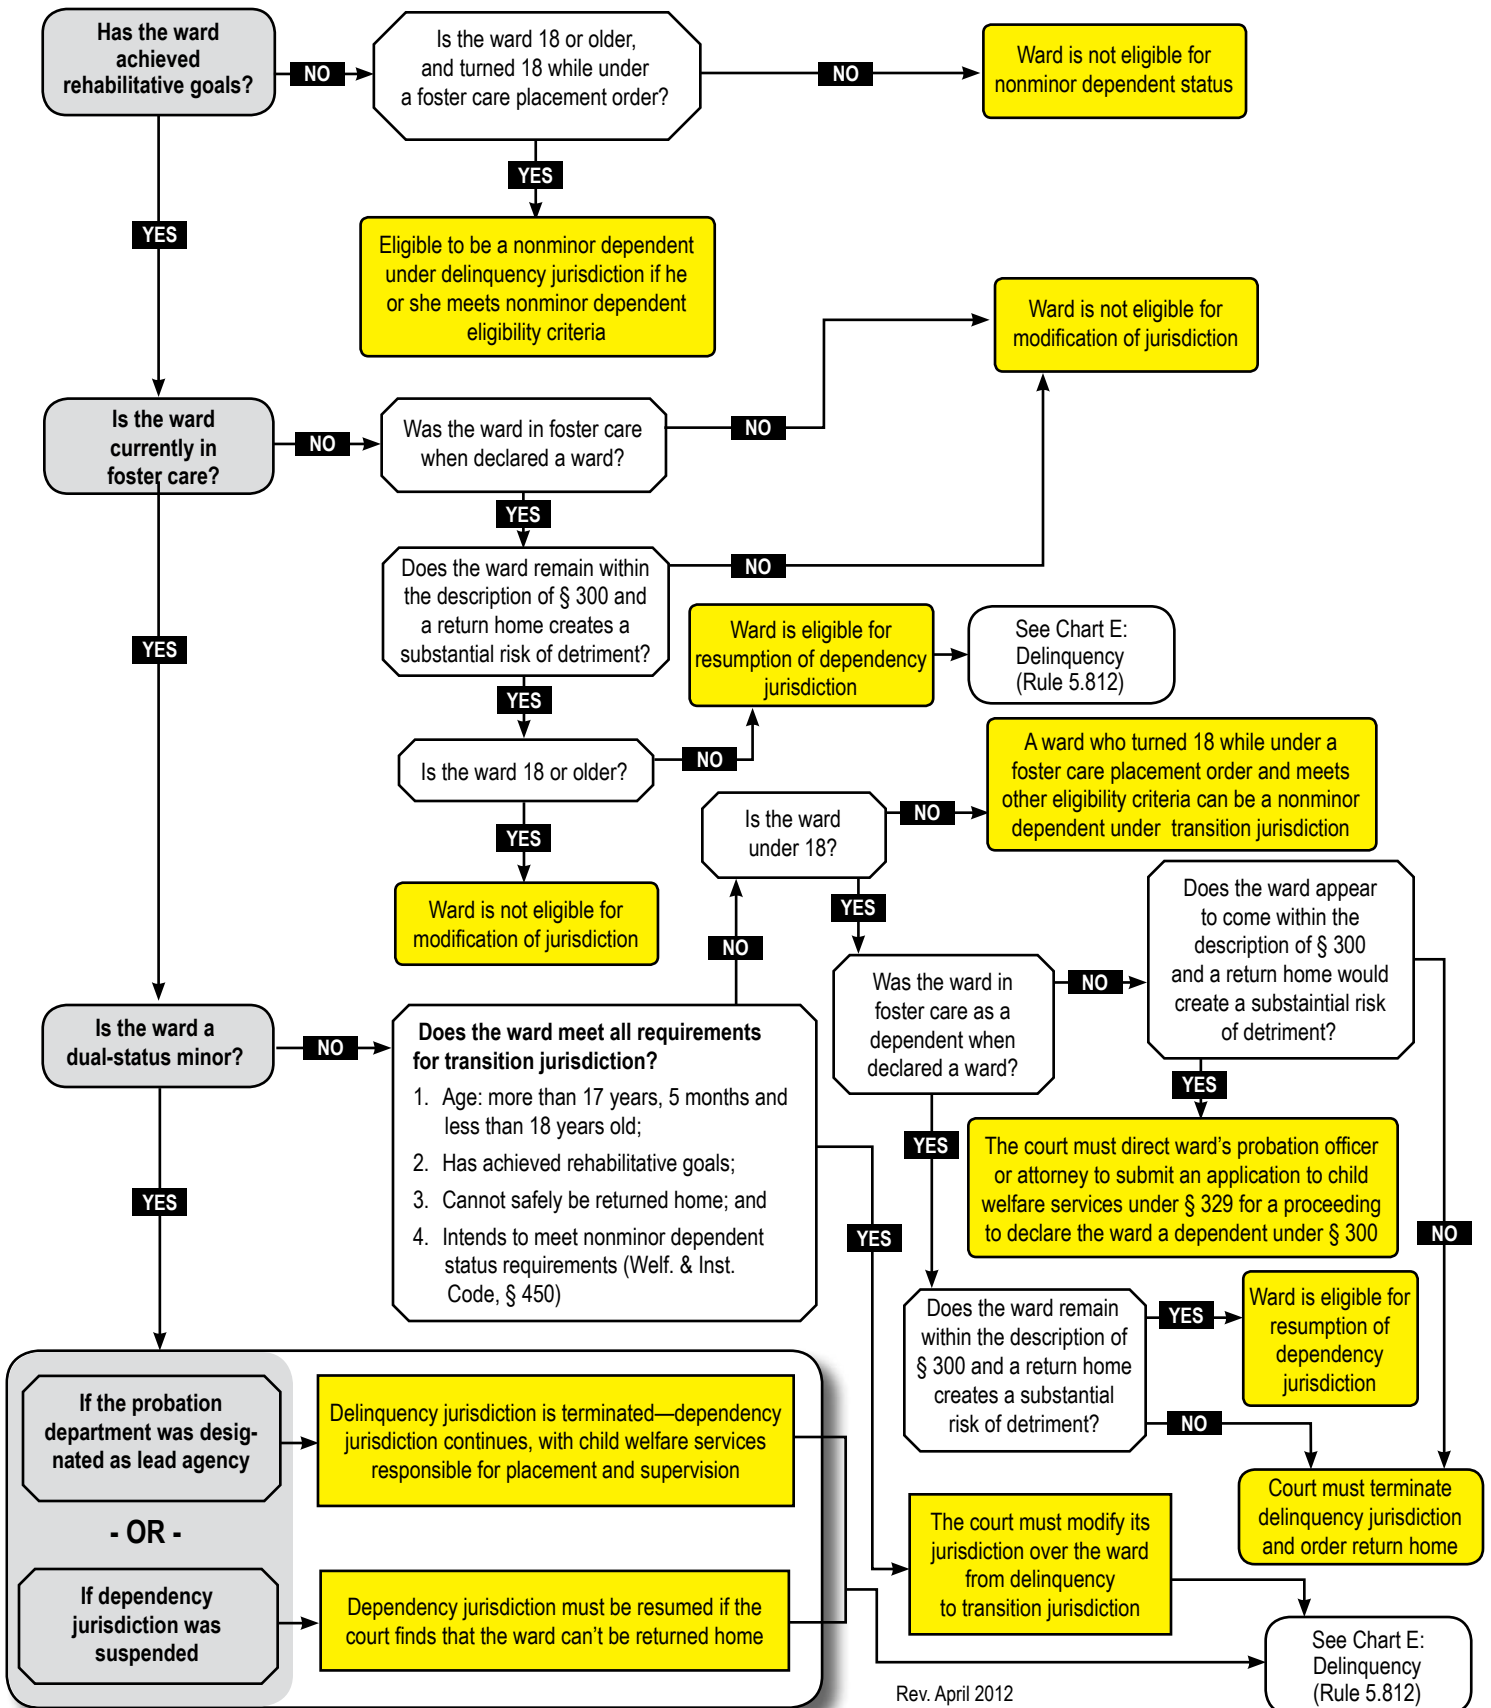 Has the ward
achieved
rehabilitative goals?
NO
Is the ward 18 or older,
and turned 18 while under
a foster care placement order?
NO
Ward is not eligible for
nonminor dependent status
YES
YES
Eligible to be a nonminor dependent
under delinquency jurisdiction if he
or she meets nonminor dependent
eligibility criteria
Ward is not eligible for
modification of jurisdiction
Is the ward
currently in
foster care?
NO
Was the ward in foster care
when declared a ward?
NO
YES
Does the ward remain within
the description of § 300 and
a return home creates a
substantial risk of detriment?
NO
YES
Ward is eligible for
resumption of dependency
jurisdiction
See Chart E:
Delinquency
(Rule 5.812)
YES
Is the ward 18 or older?
NO
YES
Ward is not eligible for
modification of jurisdiction
Is the ward
under 18?
NO
A ward who turned 18 while under a
foster care placement order and meets
other eligibility criteria can be a nonminor
dependent under transition jurisdiction
YES
NO
Was the ward in
foster care as a
dependent when
declared a ward?
NO
Does the ward appear
to come within the
description of § 300
and a return home would
create a substaintial risk
of detriment?
YES
YES
The court must direct ward's probation officer
or attorney to submit an application to child
welfare services under § 329 for a proceeding
to declare the ward a dependent under § 300
NO
Is the ward a
dual-status minor?
NO
Does the ward meet all requirements
for transition jurisdiction?
1. Age: more than 17 years, 5 months and
less than 18 years old;
2. Has achieved rehabilitative goals;
3. Cannot safely be returned home; and
4. Intends to meet nonminor dependent
status requirements (Welf. & Inst.
Code, § 450)
YES
YES
Does the ward remain
within the description of
§ 300 and a return home
creates a substantial
risk of detriment?
YES
Ward is eligible for
resumption of
dependency
jurisdiction
NO
Court must terminate
delinquency jurisdiction
and order return home
If the probation
department was desig-
nated as lead agency
Delinquency jurisdiction is terminated—dependency
jurisdiction continues, with child welfare services
responsible for placement and supervision
- OR -
If dependency
jurisdiction was
suspended
Dependency jurisdiction must be resumed if the
court finds that the ward can't be returned home
The court must modify its
jurisdiction over the ward
from delinquency
to transition jurisdiction
See Chart E:
Delinquency
(Rule 5.812)
Rev. April 2012